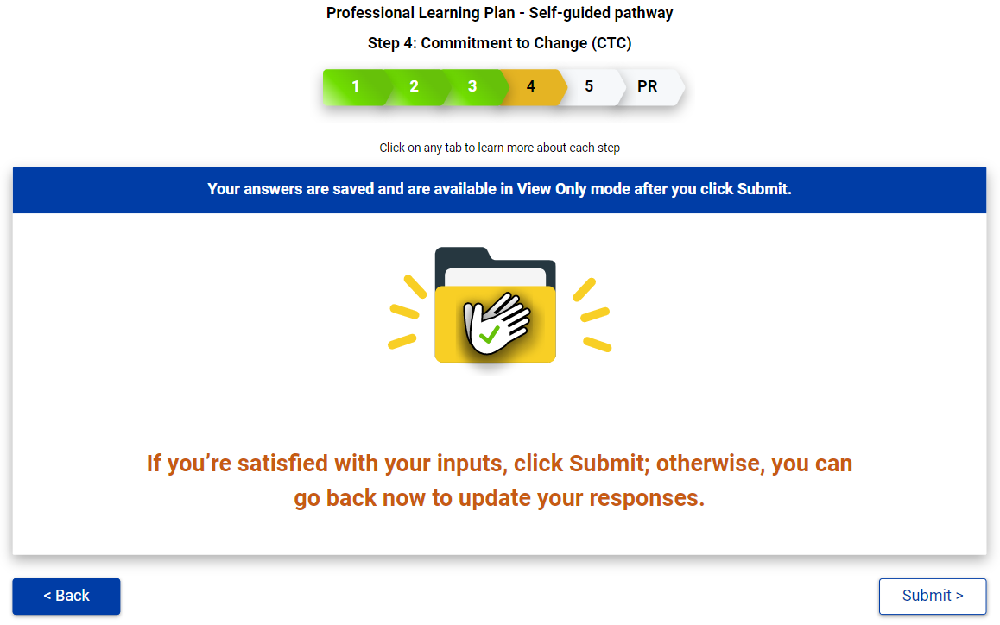 Professional Learning Plan - Self-guided pathway
Step 4: Commitment to Change (CTC)
1 2 3 4 5 PR
Click on any tab to learn more about each step
Your answers are saved and are available in View Only mode after you click Submit.
If you’re satisfied with your inputs, click Submit; otherwise, you can
go back now to update your responses.
< Back Submit >